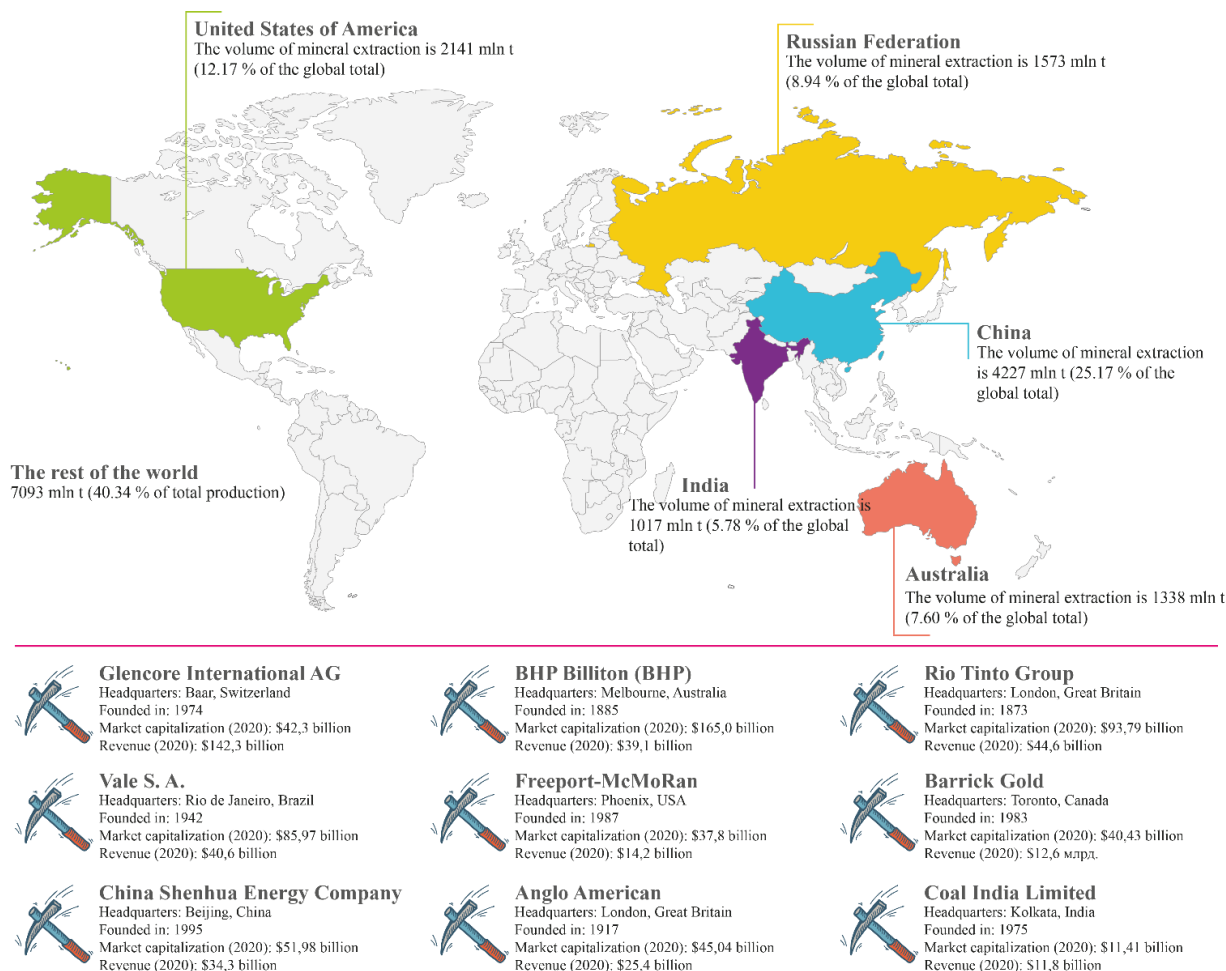 United States of America
The volume of mineral extraction is 2141 mln t
(12.17 % of the global total)
Russian Federation
The volume of mineral extraction is 1573 mln t
(8.94 % of the global total)
China
The volume of mineral extraction
is 4227 mln t (25.17 % of the
global total)
The rest of the world
7093 mln t (40.34 % of total production)
India
The volume of mineral extraction is
1017 mln t (5.78 % of the global
total)
Australia
The volume of mineral extraction is 1338 mln t
(7.60 % of the global total)
Glencore International AG
Headquarters: Baar, Switzerland
Founded in: 1974
Market capitalization (2020): $42,3 billion
Revenue (2020): $142,3 billion
BHP Billiton (BHP)
Headquarters: Melbourne, Australia
Founded in: 1885
Market capitalization (2020): $165,0 billion
Revenue (2020): $39,1 billion
Rio Tinto Group
Headquarters: London, Great Britain
Founded in: 1873
Market capitalization (2020): $93,79 billion
Revenue (2020): $44,6 billion
Vale S. A.
Headquarters: Rio de Janeiro, Brazil
Founded in: 1942
Market capitalization (2020): $85,97 billion
Revenue (2020): $40,6 billion
Freeport-McMoRan
Headquarters: Phoenix, USA
Founded in: 1987
Market capitalization (2020): $37,8 billion
Revenue (2020): $14,2 billion
Barrick Gold
Headquarters: Toronto, Canada
Founded in: 1983
Market capitalization (2020): $40,43 billion
Revenue (2020): $12,6 млрд.
China Shenhua Energy Company
Headquarters: Beijing, China
Founded in: 1995
Market capitalization (2020): $51,98 billion
Revenue (2020): $34,3 billion
Anglo American
Headquarters: London, Great Britain
Founded in: 1917
Market capitalization (2020): $45,04 billion
Revenue (2020): $25,4 billion
Coal India Limited
Headquarters: Kolkata, India
Founded in: 1975
Market capitalization (2020): $11,41 billion
Revenue (2020): $11,8 billion